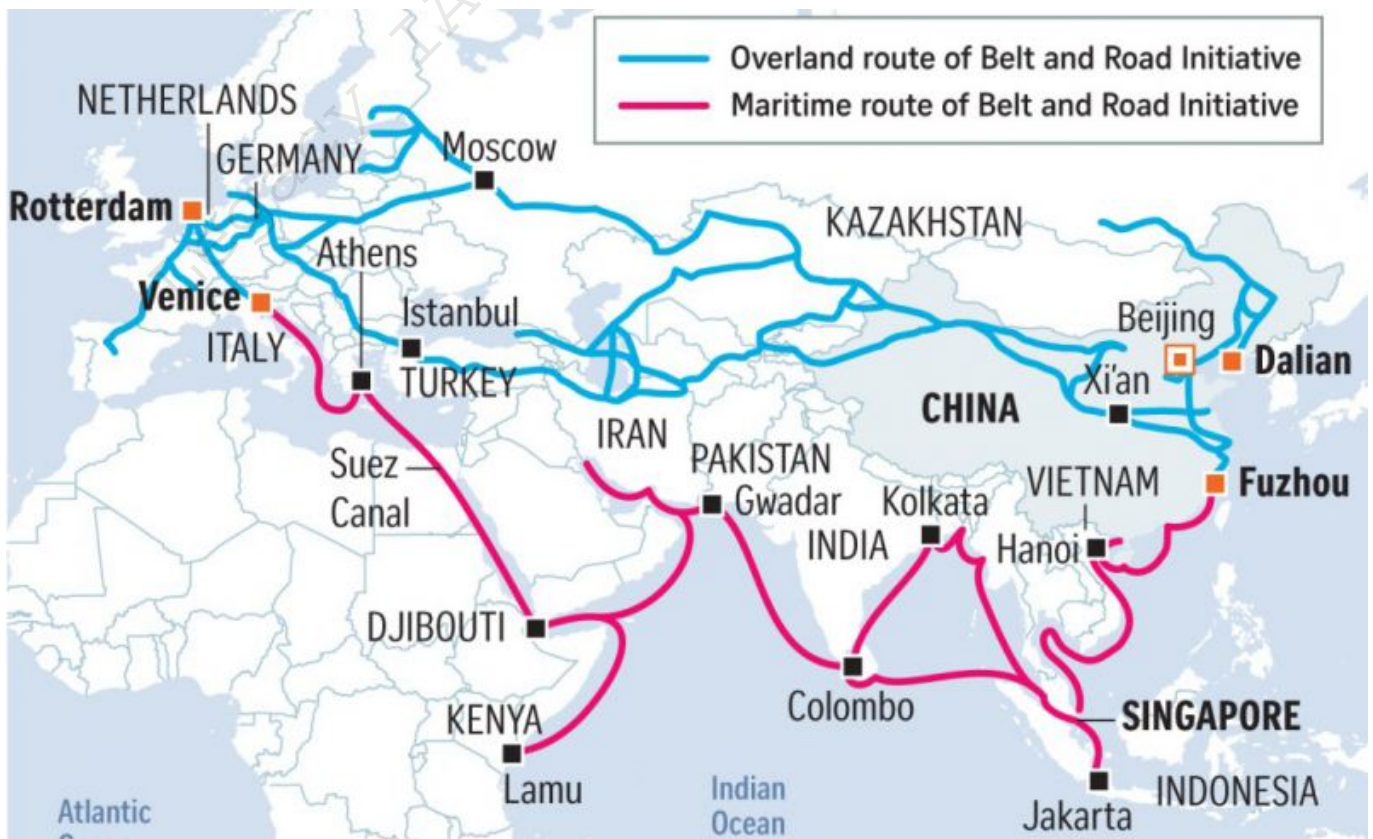 Overland route of Belt and Road Initiative
Maritime route of Belt and Road Initiative
NETHERLANDS
GERMANY
Moscow
Rotterdam
KAZAKHSTAN
Athens
Venice
Istanbul
Beijing
ITALY
TURKEY
Xi'an
Dalian
CHINA
IRAN
Suez
Canal
PAKISTAN
Gwadar
Kolkata
VIETNAM
Fuzhou
INDIA
Hanoi
DJIBOUTI
Colombo
KENYA
SINGAPORE
Lamu
Jakarta
INDONESIA
Atlantic
Indian
Ocean